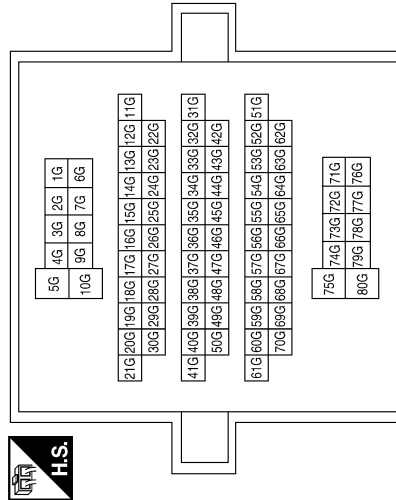 H.S.
5G 4G 3G 2G 1G
10G 9G 8G 7G 6G
21G 20G 19G 18G 17G 16G 15G 14G 13G 12G 11G
30G 29G 28G 27G 26G 25G 24G 23G 22G
41G 40G 39G 38G 37G 36G 35G 34G 33G 32G 31G
50G 49G 48G 47G 46G 45G 44G 43G 42G
61G 60G 59G 58G 57G 56G 55G 54G 53G 52G 51G
70G 69G 68G 67G 66G 65G 64G 63G 62G
75G 74G 73G 72G 71G
80G 79G 78G 77G 76G